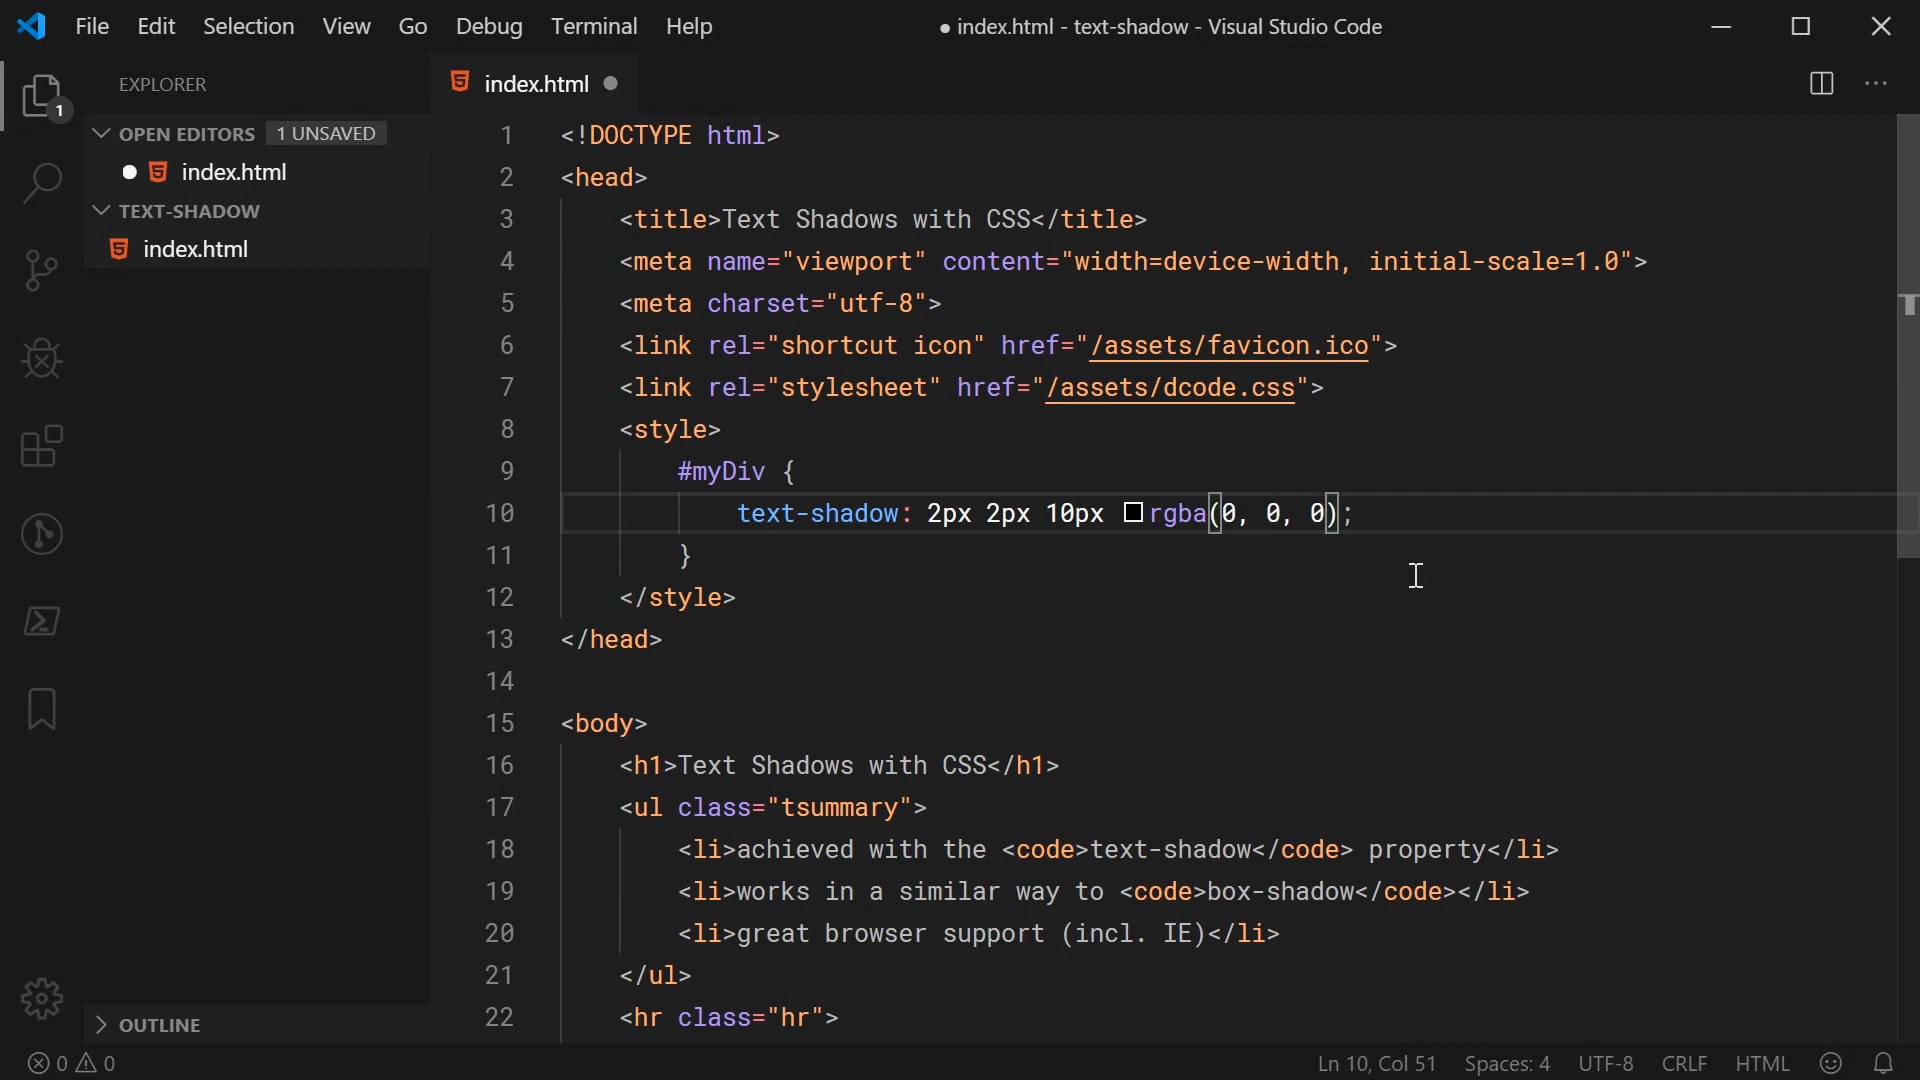 File Edit Selection View Go Debug Terminal Help
● index.html - text-shadow - Visual Studio Code
EXPLORER
1
OPEN EDITORS 1 UNSAVED
index.html
TEXT-SHADOW
index.html
OUTLINE
index.html
1 <!DOCTYPE html>
2 <head>
3 <title>Text Shadows with CSS</title>
4 <meta name="viewport" content="width=device-width, initial-scale=1.0">
5 <meta charset="utf-8">
6 <link rel="shortcut icon" href="/assets/favicon.ico">
7 <link rel="stylesheet" href="/assets/dcode.css">
8 <style>
9 #myDiv {
10 text-shadow: 2px 2px 10px rgba(0, 0, 0);
11 }
12 </style>
13 </head>
14
15 <body>
16 <h1>Text Shadows with CSS</h1>
17 <ul class="tsummary">
18 <li>achieved with the <code>text-shadow</code> property</li>
19 <li>works in a similar way to <code>box-shadow</code></li>
20 <li>great browser support (incl. IE)</li>
21 </ul>
22 <hr class="hr">
0 0
Ln 10, Col 51 Spaces: 4 UTF-8 CRLF HTML